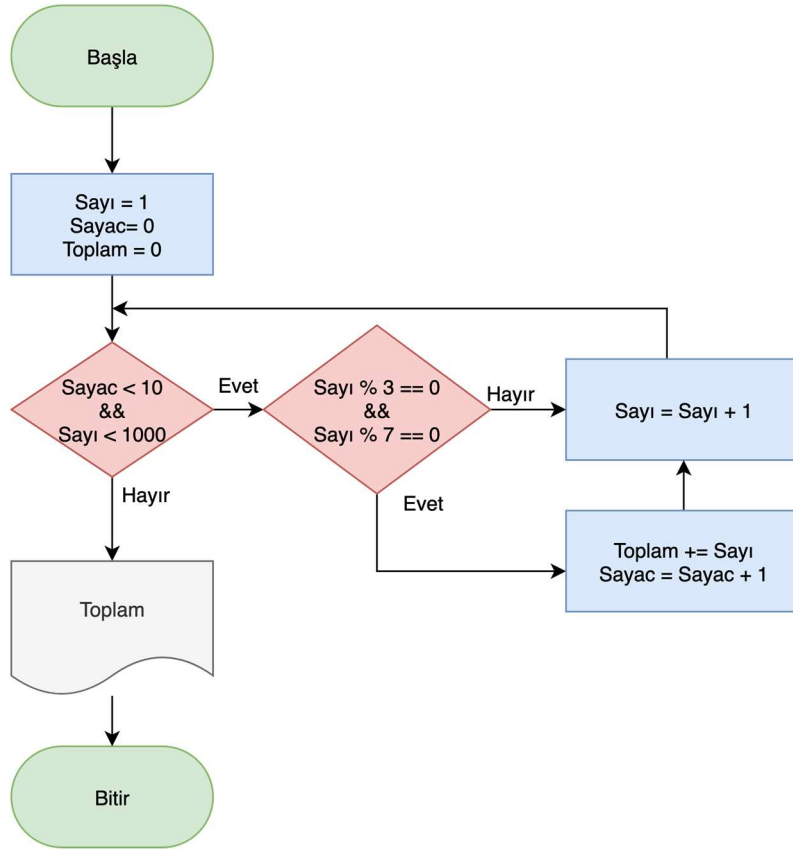 Başla
Sayı = 1
Sayac= 0
Toplam = 0
Sayac < 10
&&
Sayı < 1000
Evet
Sayı % 3 == 0
&&
Sayı % 7 == 0
Hayır
Sayı = Sayı + 1
Hayır
Evet
Toplam += Sayı
Sayac = Sayac + 1
Toplam
Bitir